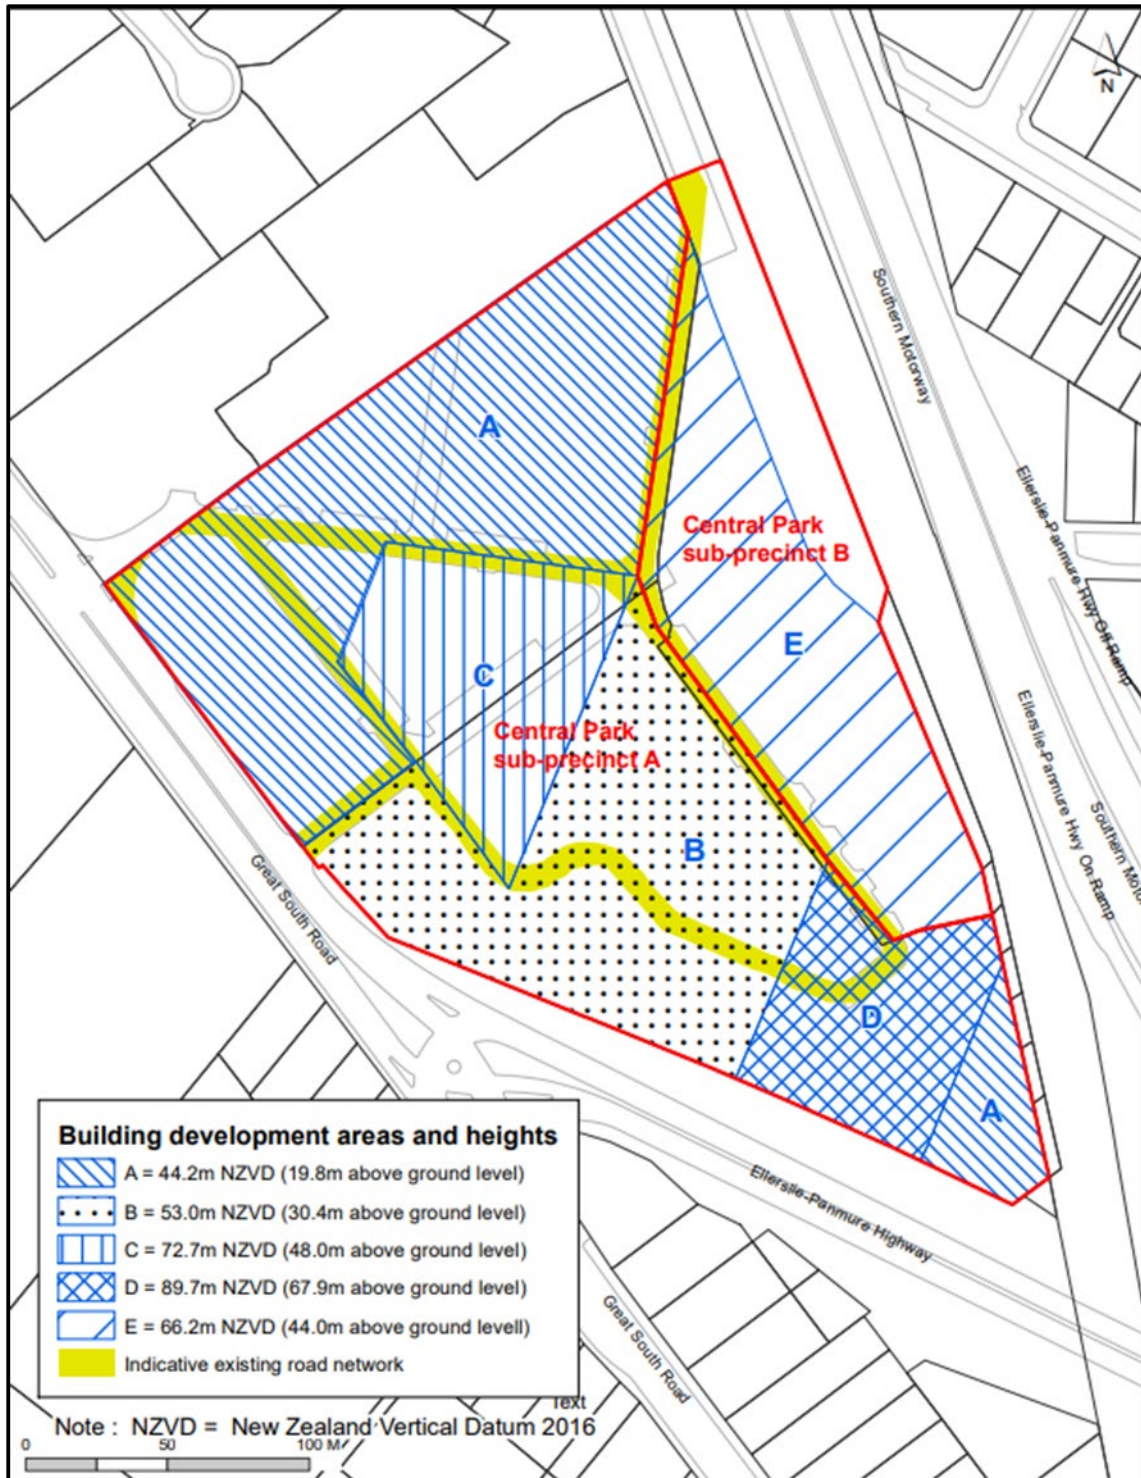 N
Southern Motorway
Ellerslie-Panmure Hwy Off Ramp
A
Central Park
sub-precinct B
E
C
Central Park
sub-precinct A
Ellerslie-Panmure Hwy On Ramp
B
Great South Road
D
A
Building development areas and heights
A = 44.2m NZVD (19.8m above ground level)
B = 53.0m NZVD (30.4m above ground level)
C = 72.7m NZVD (48.0m above ground level)
D = 89.7m NZVD (67.9m above ground level)
E = 66.2m NZVD (44.0m above ground levell)
Indicative existing road network
Ellerslie-Panmure Highway
Great South Road
Text
Note : NZVD = New Zealand Vertical Datum 2016
0 50 100 M